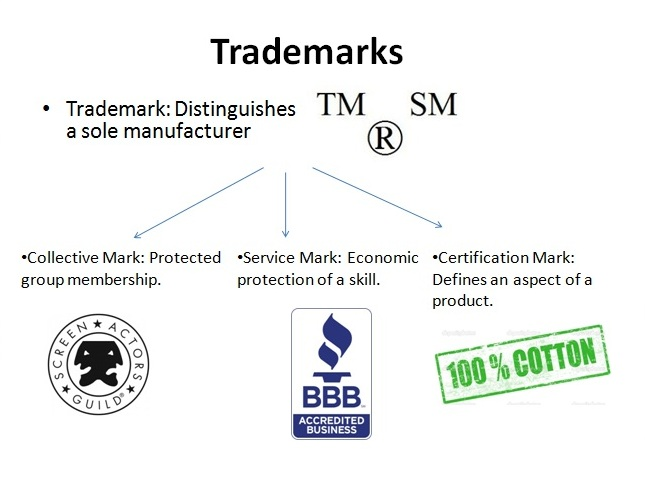 Trademarks
• Trademark: Distinguishes
a sole manufacturer
TM
SM
®
•Collective Mark: Protected
group membership.
•Service Mark: Economic
protection of a skill.
•Certification Mark:
Defines an aspect of a
product.
SCREEN ★ ACTORS ★ GUILD® ★
BBB
ACCREDITED
BUSINESS
100 % COTTON